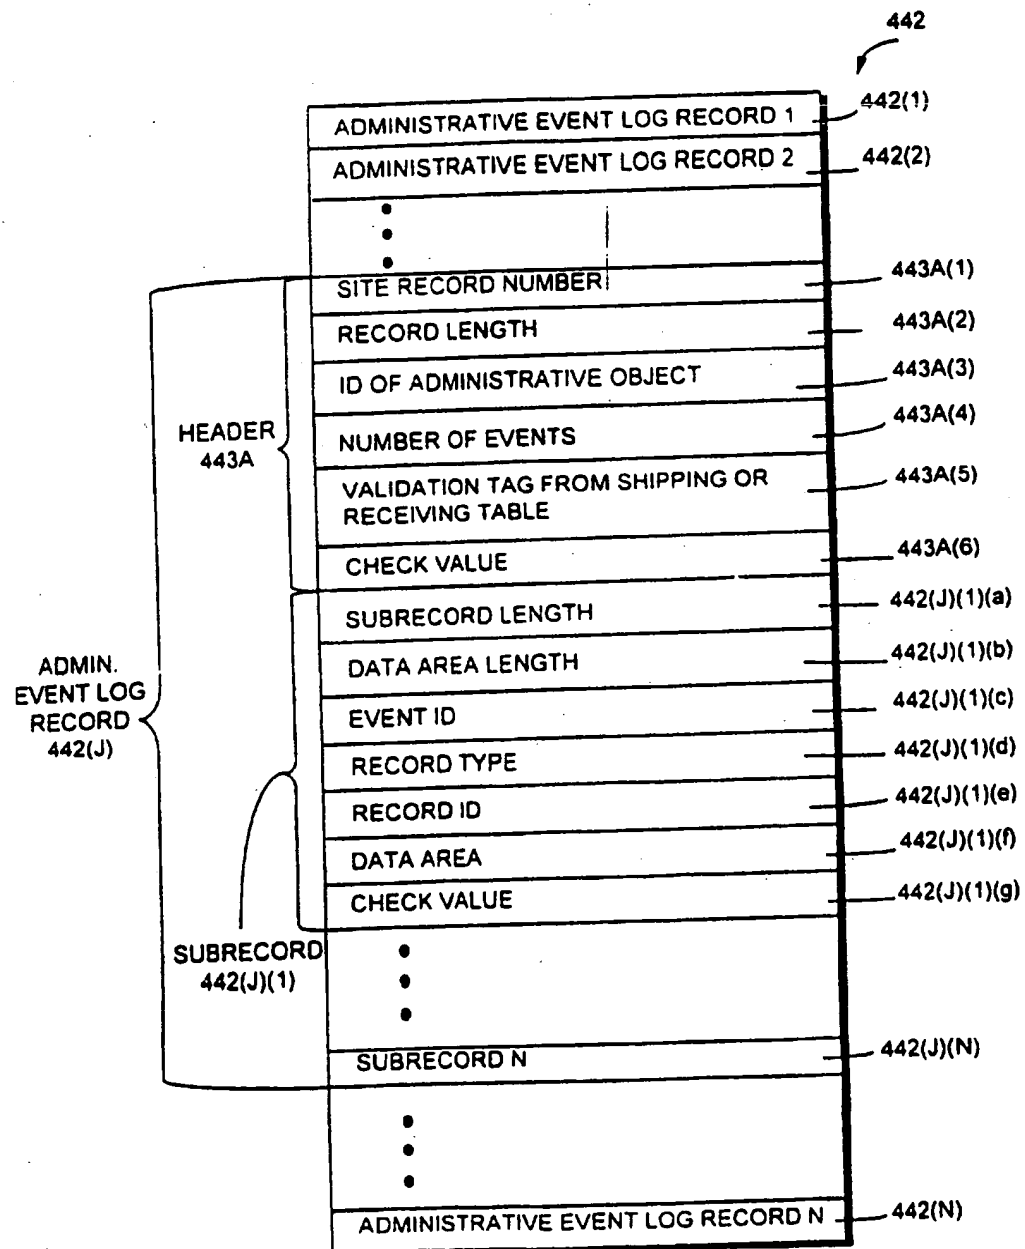 442
ADMINISTRATIVE EVENT LOG RECORD 1
442(1)
ADMINISTRATIVE EVENT LOG RECORD 2
442(2)
SITE RECORD NUMBER
443A(1)
RECORD LENGTH
443A(2)
ID OF ADMINISTRATIVE OBJECT
443A(3)
HEADER
443A
NUMBER OF EVENTS
443A(4)
VALIDATION TAG FROM SHIPPING OR
RECEIVING TABLE
443A(5)
CHECK VALUE
443A(6)
SUBRECORD LENGTH
442(J)(1)(a)
DATA AREA LENGTH
442(J)(1)(b)
ADMIN.
EVENT LOG
RECORD
442(J)
EVENT ID
442(J)(1)(c)
RECORD TYPE
442(J)(1)(d)
RECORD ID
442(J)(1)(e)
DATA AREA
442(J)(1)(f)
CHECK VALUE
442(J)(1)(g)
SUBRECORD
442(J)(1)
SUBRECORD N
442(J)(N)
ADMINISTRATIVE EVENT LOG RECORD N
442(N)